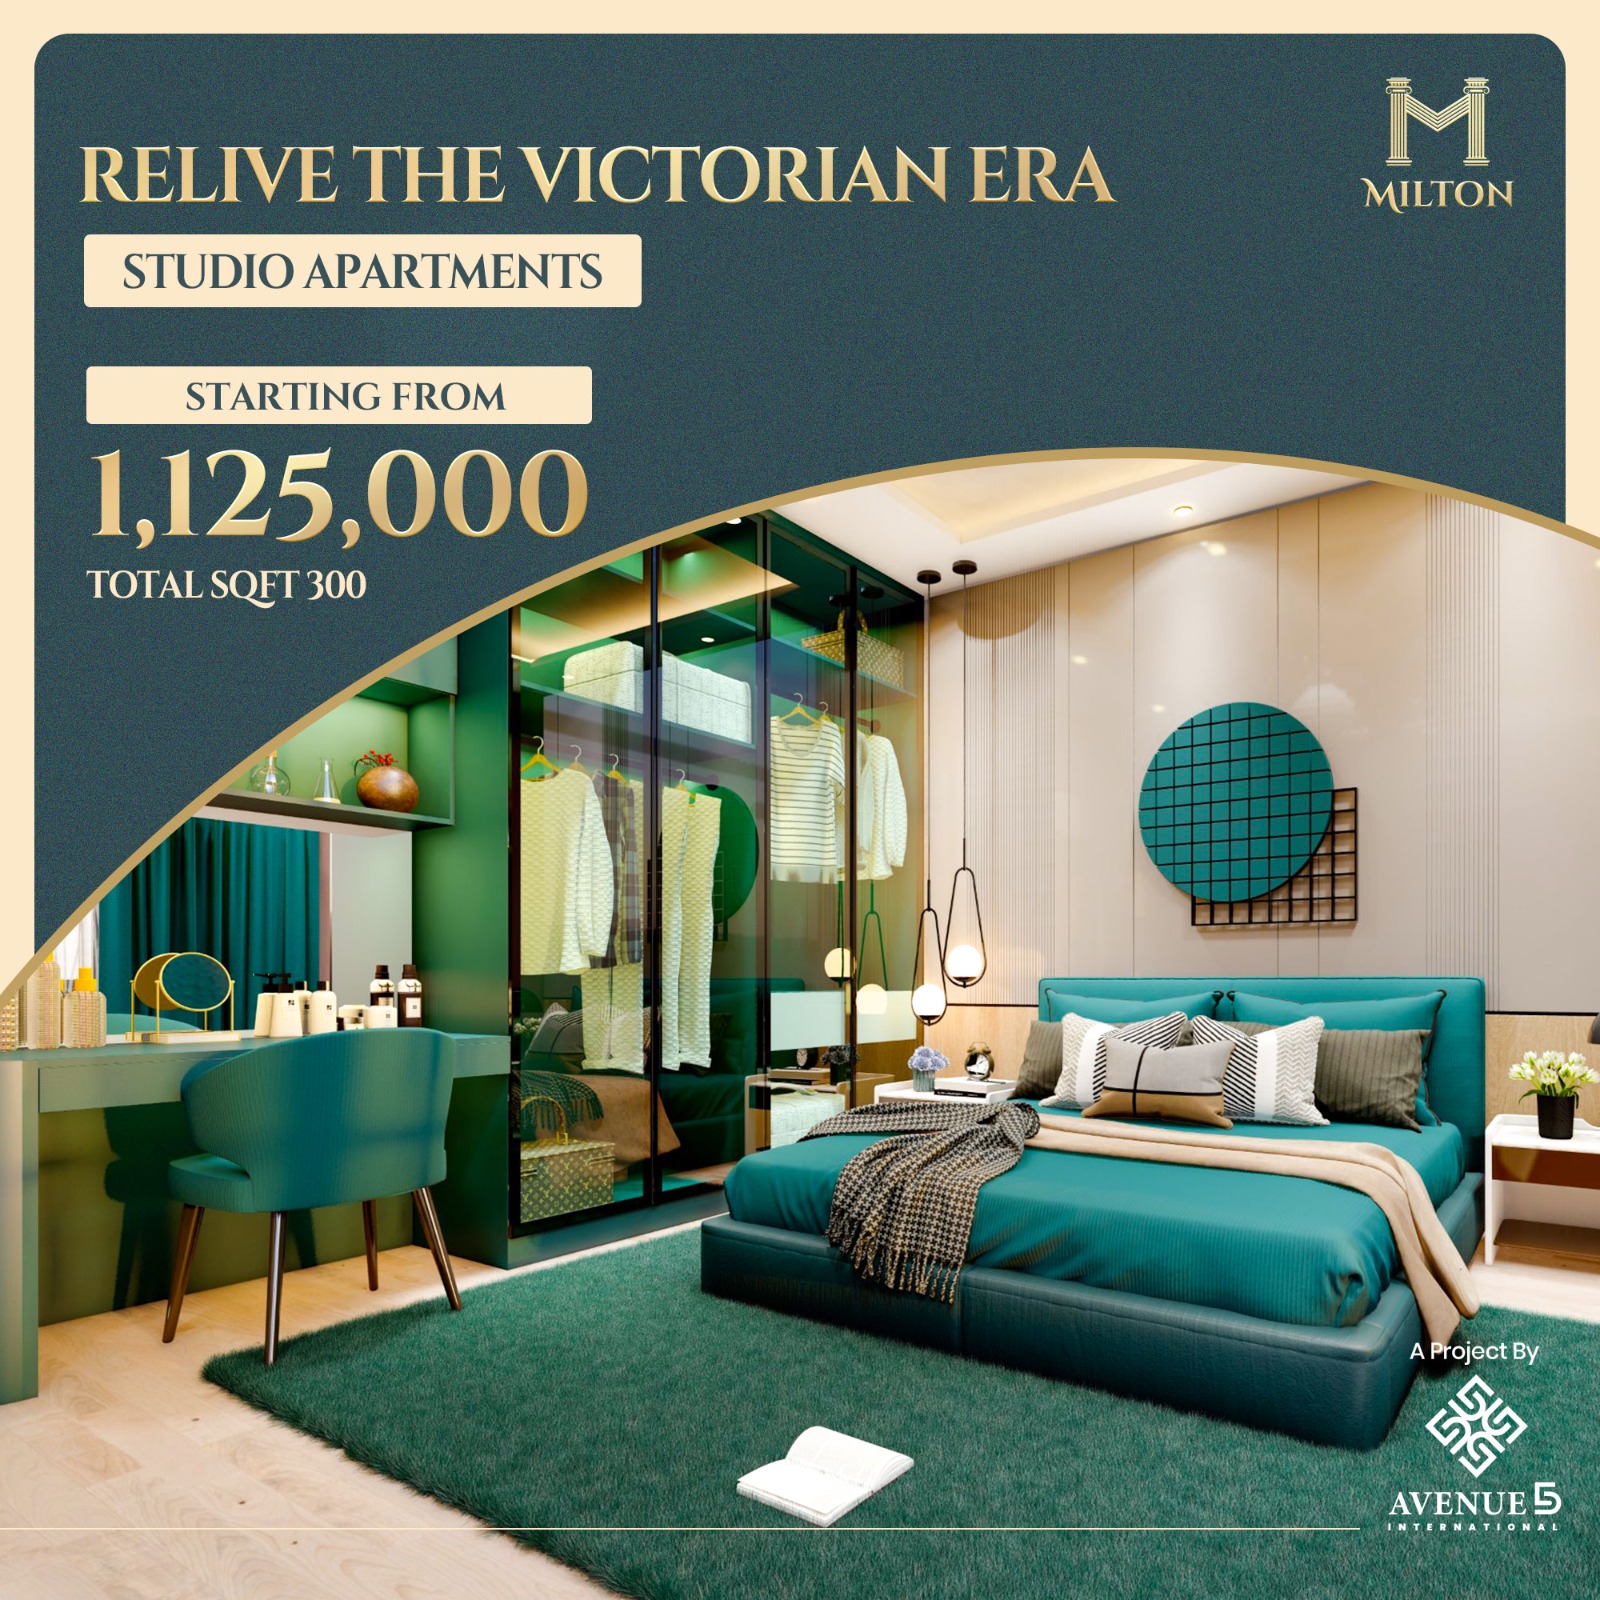 RELIVE THE VICTORIAN ERA
MILTON
STUDIO APARTMENTS
STARTING FROM
1,125,000
TOTAL SQFT 300
A Project By
AVENUE 5
INTERNATIONAL